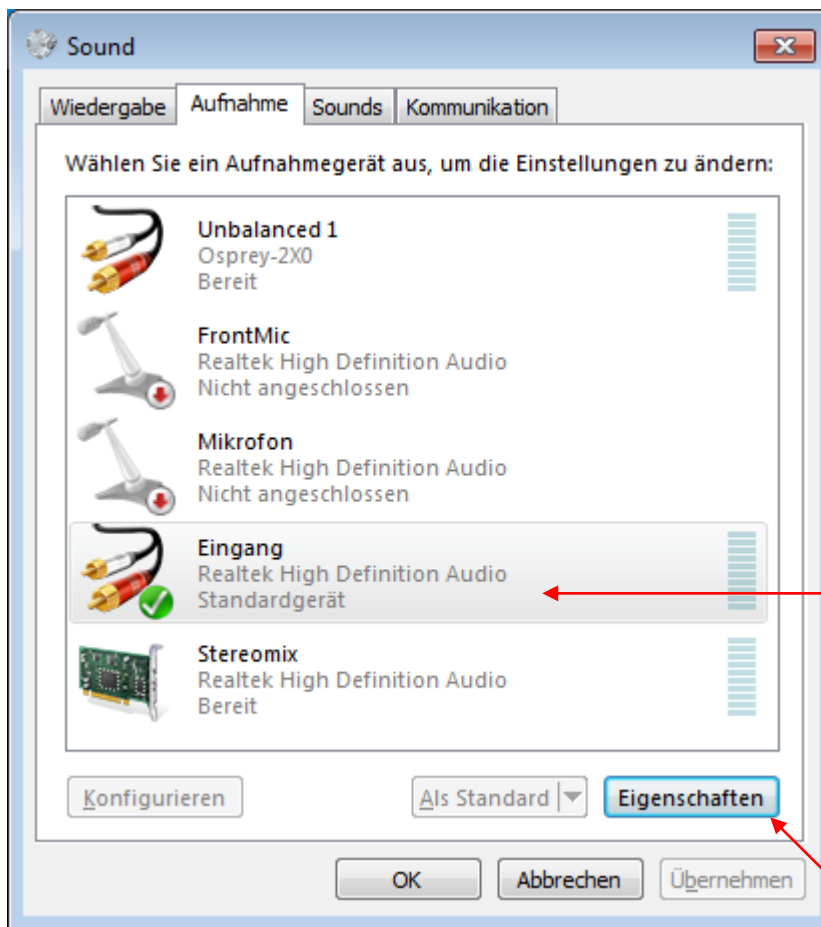 Sound
Wiedergabe Aufnahme Sounds Kommunikation
Wählen Sie ein Aufnahmegerät aus, um die Einstellungen zu ändern:
Unbalanced 1
Osprey-2X0
Bereit
FrontMic
Realtek High Definition Audio
Nicht angeschlossen
Mikrofon
Realtek High Definition Audio
Nicht angeschlossen
Eingang
Realtek High Definition Audio
Standardgerät
Stereomix
Realtek High Definition Audio
Bereit
Konfigurieren Als Standard Eigenschaften
OK Abbrechen Übernehmen